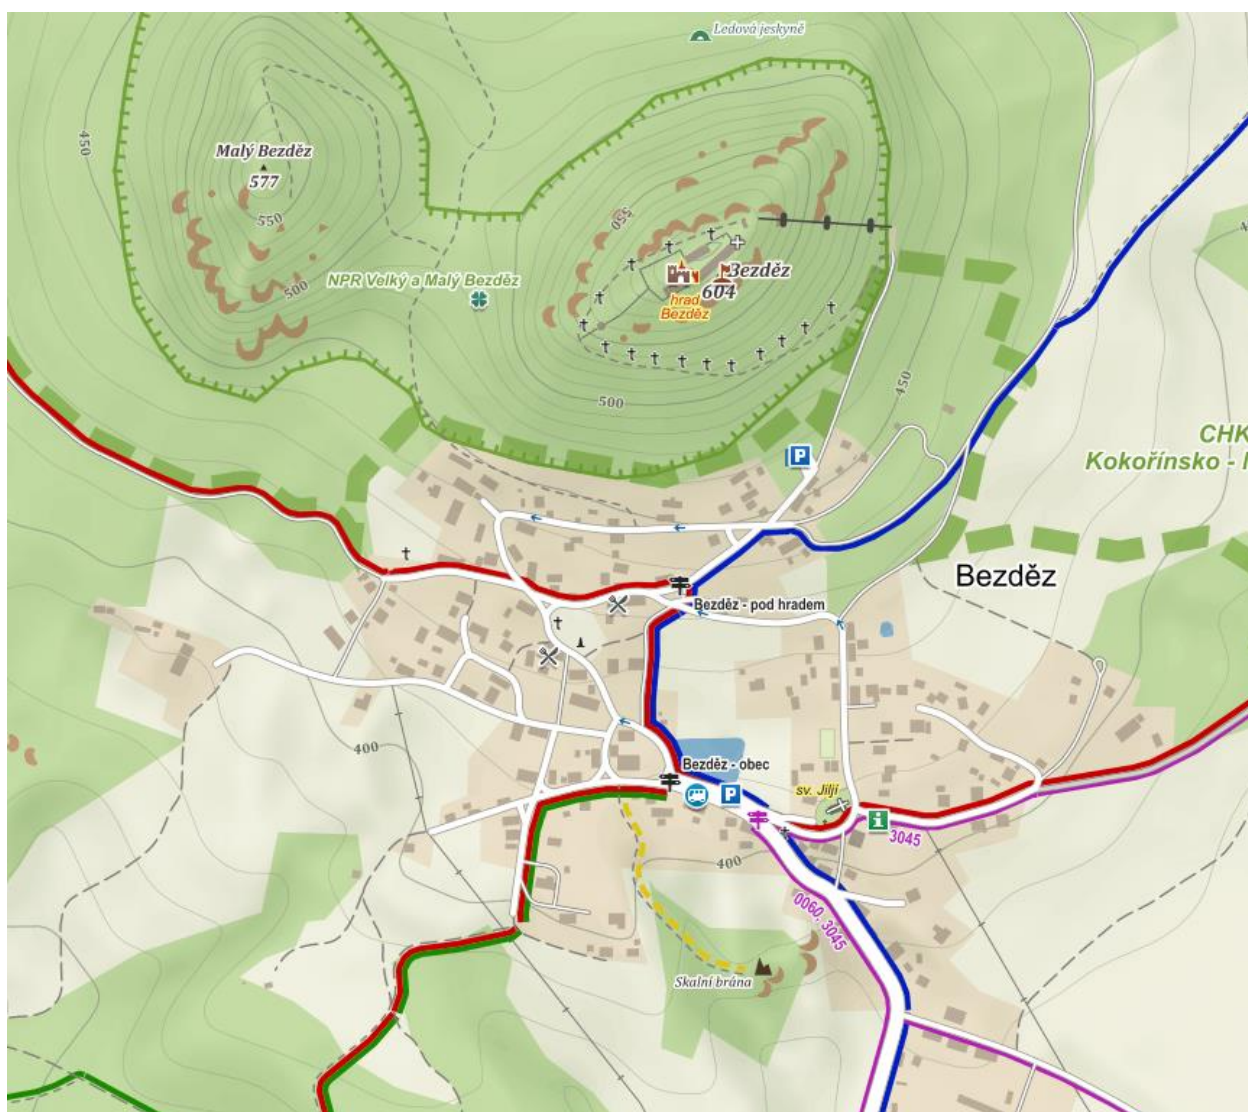 Ledová jeskyně
450
Malý Bezděz
577
550
550
Bezděz
604
NPR Velký a Malý Bezděz
500
hrad
Bezděz
500
450
CHK
Kokořínsko -
P
Bezděz
Bezděz - pod hradem
400
Bezděz - obec
P
sv. Jiljí
i
3045
400
0060, 3045
Skalní brána